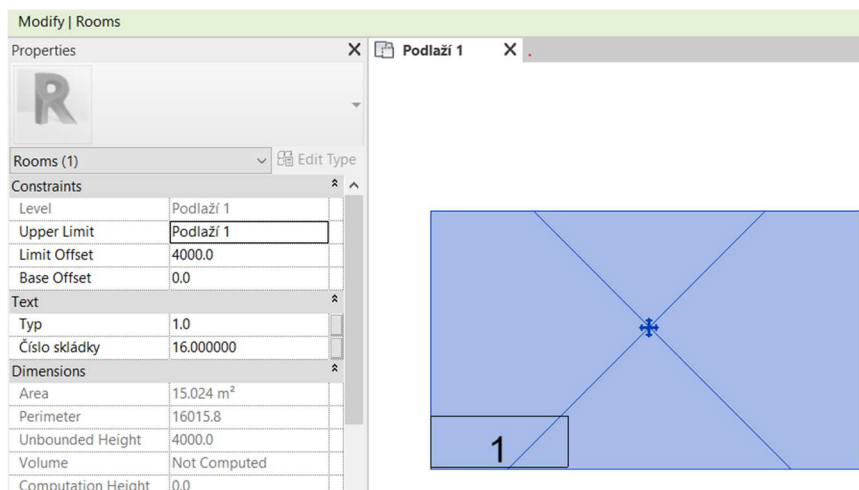 Modify | Rooms
Properties
Podlaží 1
R
Rooms (1)
Edit Type
Constraints
Level Podlaží 1
Upper Limit Podlaží 1
Limit Offset 4000.0
Base Offset 0.0
Text
Typ 1.0
Číslo skládky 16.000000
Dimensions
Area 15.024 m²
Perimeter 16015.8
Unbounded Height 4000.0
Volume Not Computed
Computation Height 0.0
1